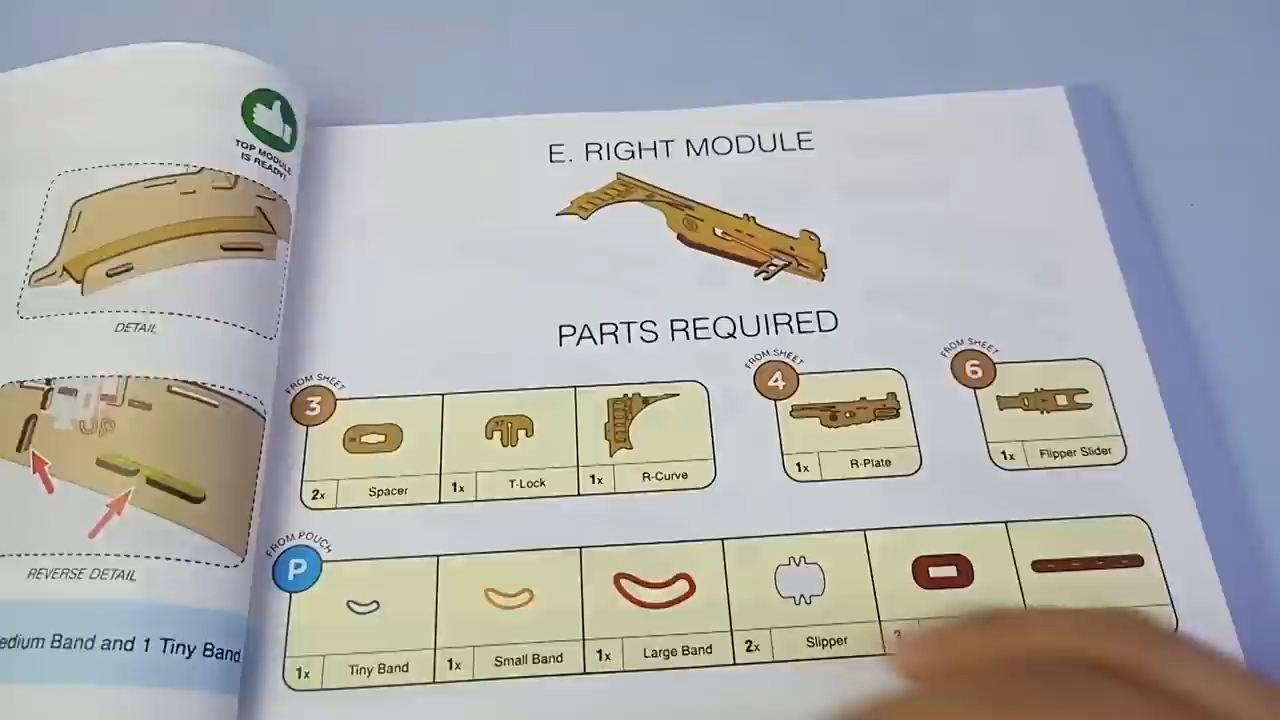 TOP MODULE
IS READY!
DETAIL
UP
REVERSE DETAIL
Band and 1 Tiny Band
E. RIGHT MODULE
PARTS REQUIRED
FROM SHEET
3
2x Spacer
1x T-Lock
1x R-Curve
FROM SHEET
4
1x R-Plate
FROM SHEET
6
1x Flipper Slider
FROM POUCH
P
1x Tiny Band
1x Small Band
1x Large Band
2x Slipper